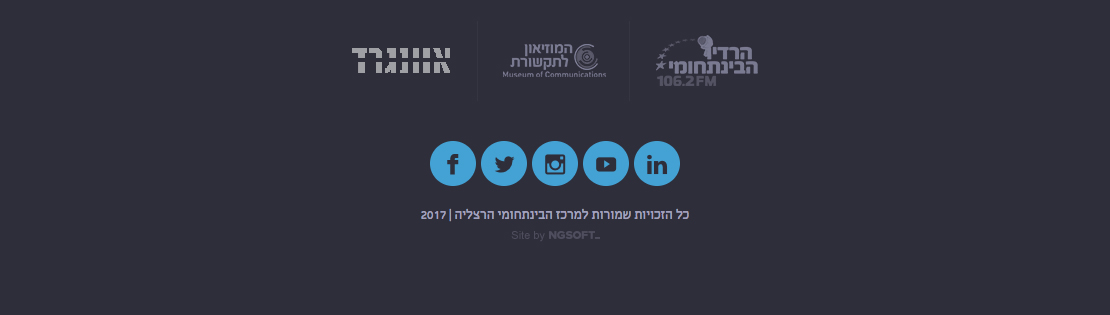 הרדיו
הבינתחומי
106.2FM
המוזיאון
לתקשורת
Museum of Communications
אוונגרד
כל הזכויות שמורות למרכז הבינתחומי הרצליה | 2017
Site by NGSOFT..